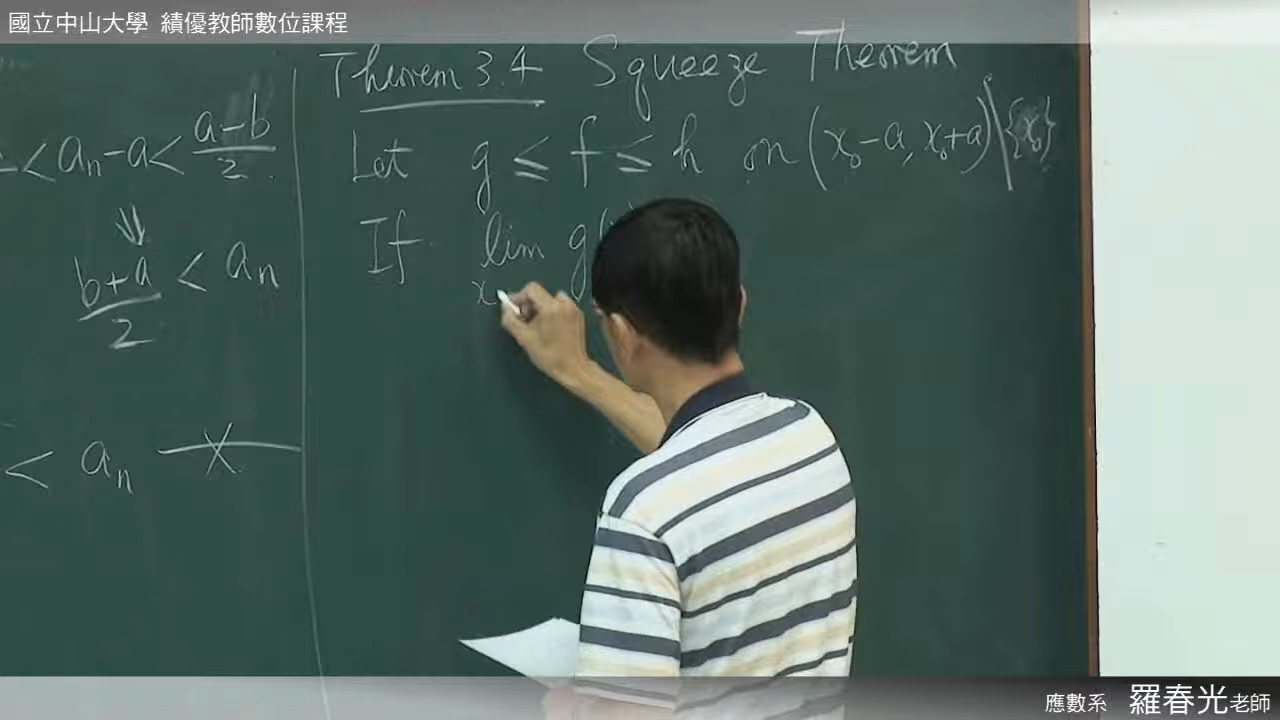 國立中山大學 績優教師數位課程
< aₙ - a < (a-b)/2
⇓
(b+a)/2 < aₙ
< aₙ
Theorem 3.4 Squeeze Theorem
Let g ≤ f ≤ h on (x₀-a, x₀+a)\{x₀}
If lim g(
x
應數系 羅春光老師